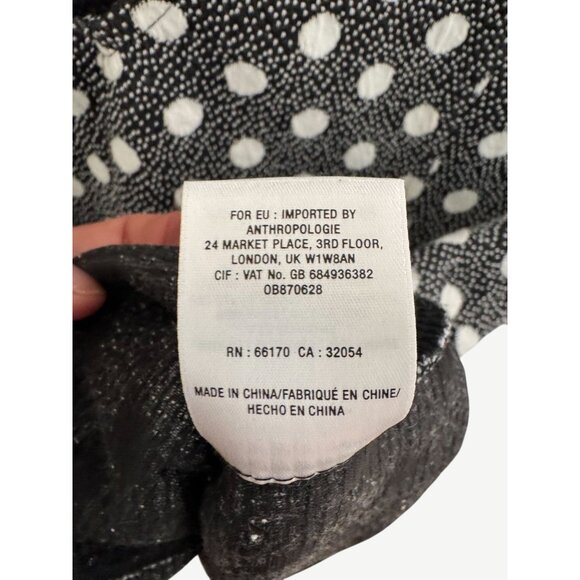 FOR EU : IMPORTED BY
ANTHROPOLOGIE
24 MARKET PLACE, 3RD FLOOR,
LONDON, UK W1W8AN
CIF : VAT No. GB 684936382
OB870628
RN : 66170 CA : 32054
MADE IN CHINA/FABRIQUÉ EN CHINE/
HECHO EN CHINA